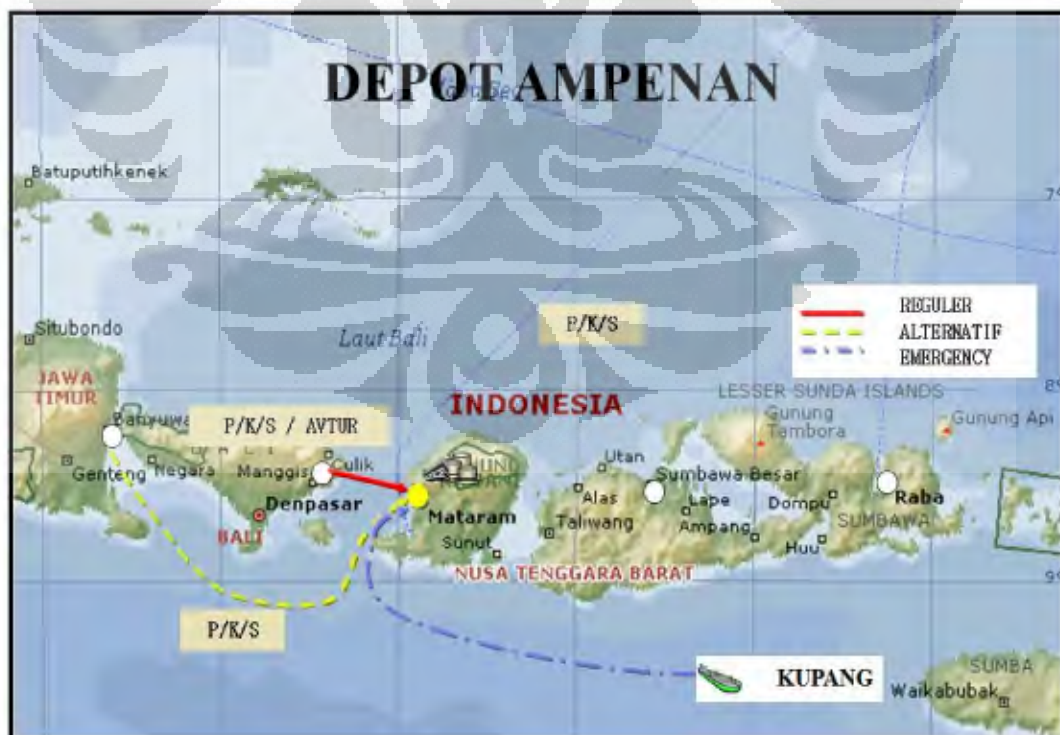 DEPOT AMPENAN
Batuputihkenek
7°
Situbondo
Laut Bali
P/K/S
REGULER
ALTERNATIF
EMERGENCY
JAWA
TIMUR
INDONESIA
LESSER SUNDA ISLANDS
Gunung
Tambora
Gunung Api
P/K/S / AVTUR
Genteng
Negara
Manggis
Culik
Denpasar
BALI
Mataram
Sunut
Utan
Alas
Taliwang
Sumbawa Besar
Lape
Ampang
Dompu
Huu
Raba
SUMBAWA
NUSA TENGGARA BARAT
9°
P/K/S
KUPANG
SUMBA
Waikabubak